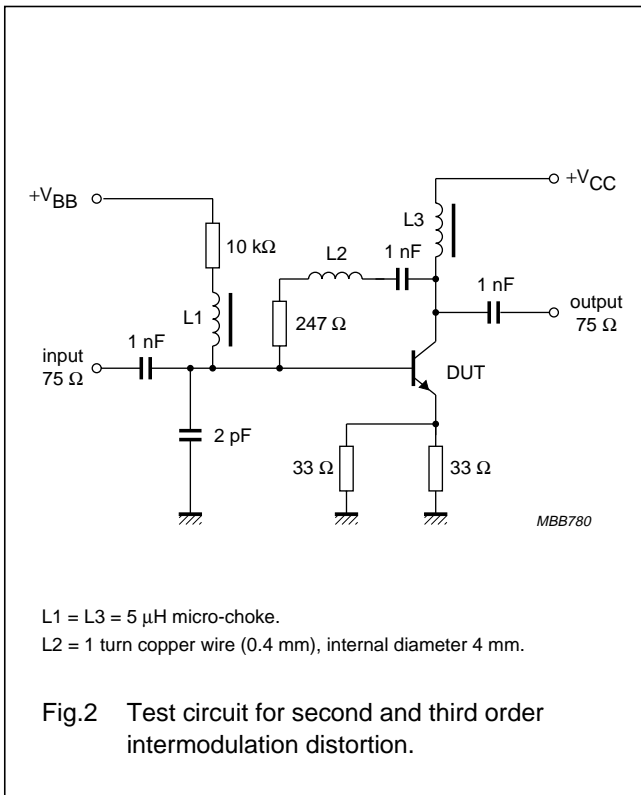 +VCC
+VBB
L3
10 kΩ
L2
1 nF
1 nF
output
75 Ω
L1
247 Ω
input
75 Ω
1 nF
DUT
2 pF
33 Ω
33 Ω
MBB780
L1 = L3 = 5 μH micro-choke.
L2 = 1 turn copper wire (0.4 mm), internal diameter 4 mm.
Fig.2 Test circuit for second and third order
intermodulation distortion.